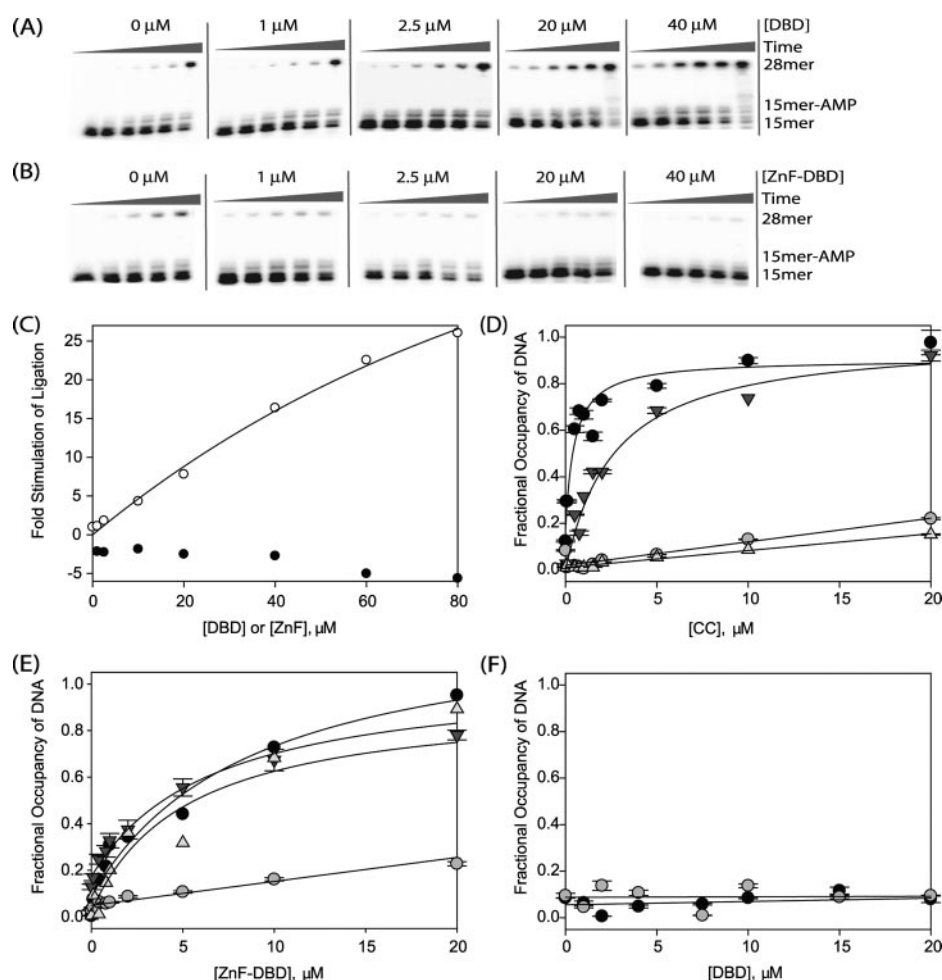 (A)
0 µM 1 µM 2.5 µM 20 µM 40 µM [DBD]
Time
28mer
15mer-AMP
15mer
(B)
0 µM 1 µM 2.5 µM 20 µM 40 µM [ZnF-DBD]
Time
28mer
15mer-AMP
15mer
(C)
Fold Stimulation of Ligation
25
20
15
10
5
0
-5
0 20 40 60 80
[DBD] or [ZnF], µM
(D)
Fractional Occupancy of DNA
1.0
0.8
0.6
0.4
0.2
0.0
0 5 10 15 20
[CC], µM
(E)
Fractional Occupancy of DNA
1.0
0.8
0.6
0.4
0.2
0.0
0 5 10 15 20
[ZnF-DBD], µM
(F)
Fractional Occupancy of DNA
1.0
0.8
0.6
0.4
0.2
0.0
0 5 10 15 20
[DBD], µM